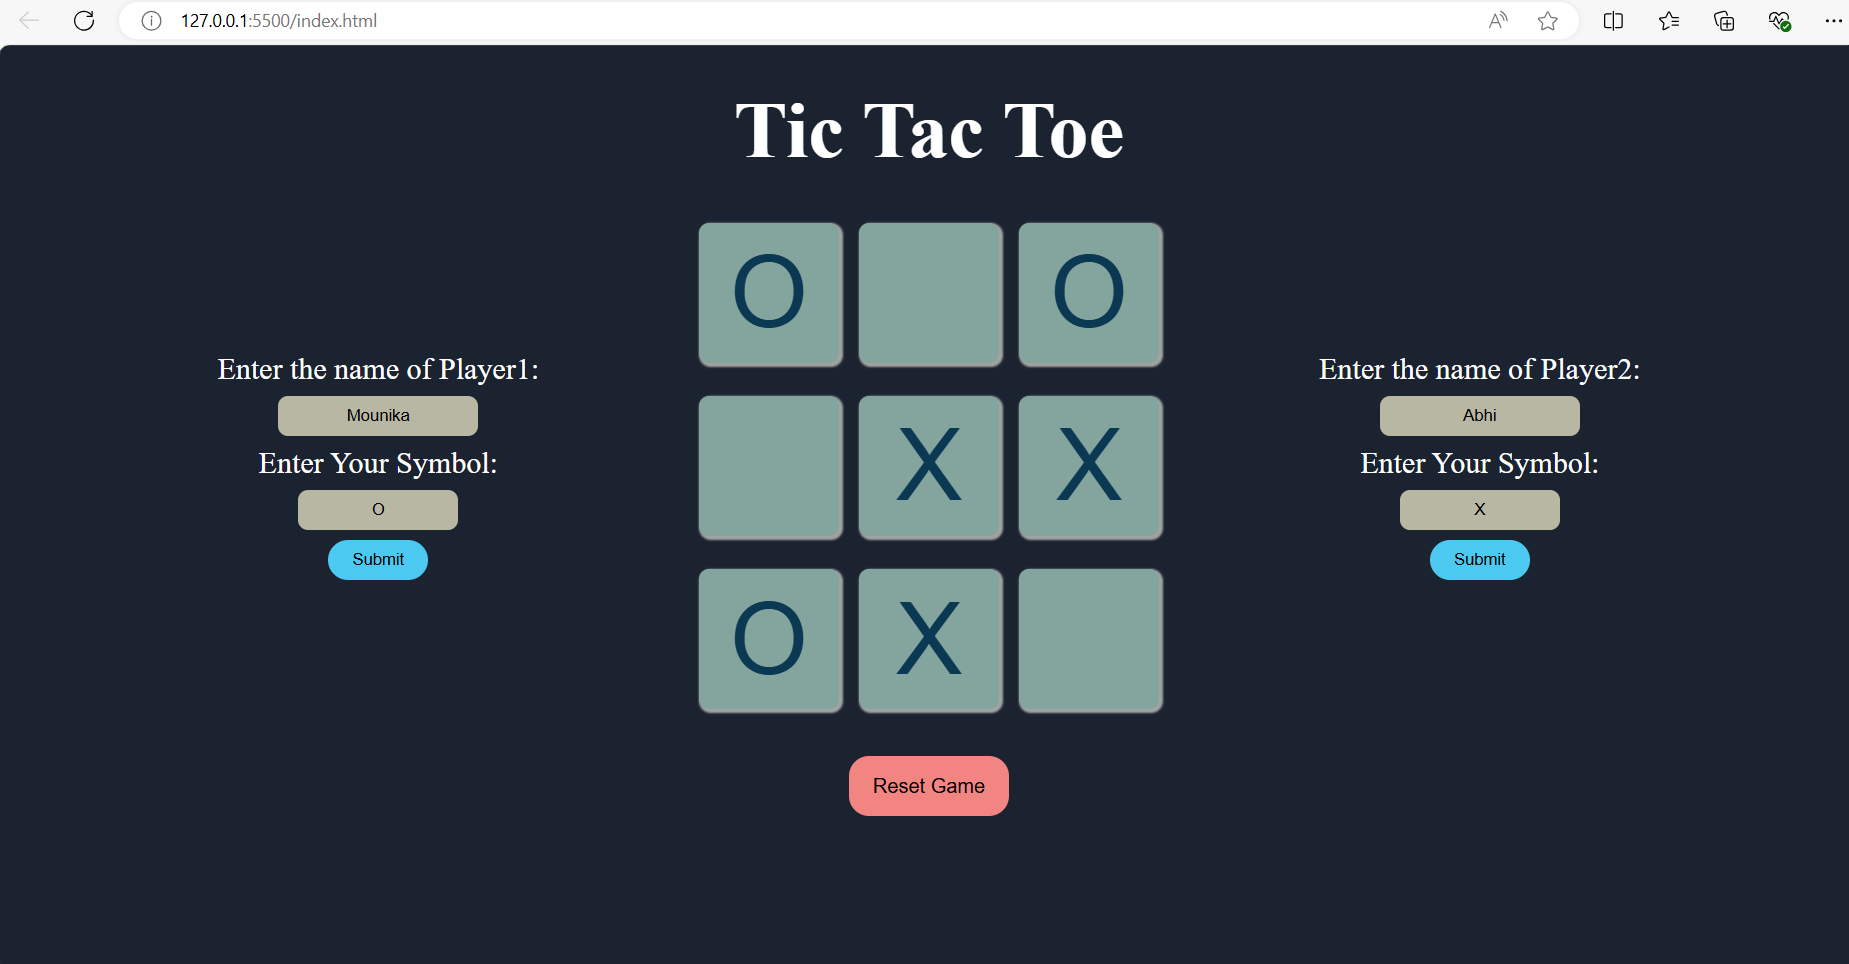 127.0.0.1:5500/index.html
Tic Tac Toe
O O
Enter the name of Player1:
Mounika
Enter Your Symbol:
O
Submit
X X
O X
Enter the name of Player2:
Abhi
Enter Your Symbol:
X
Submit
Reset Game